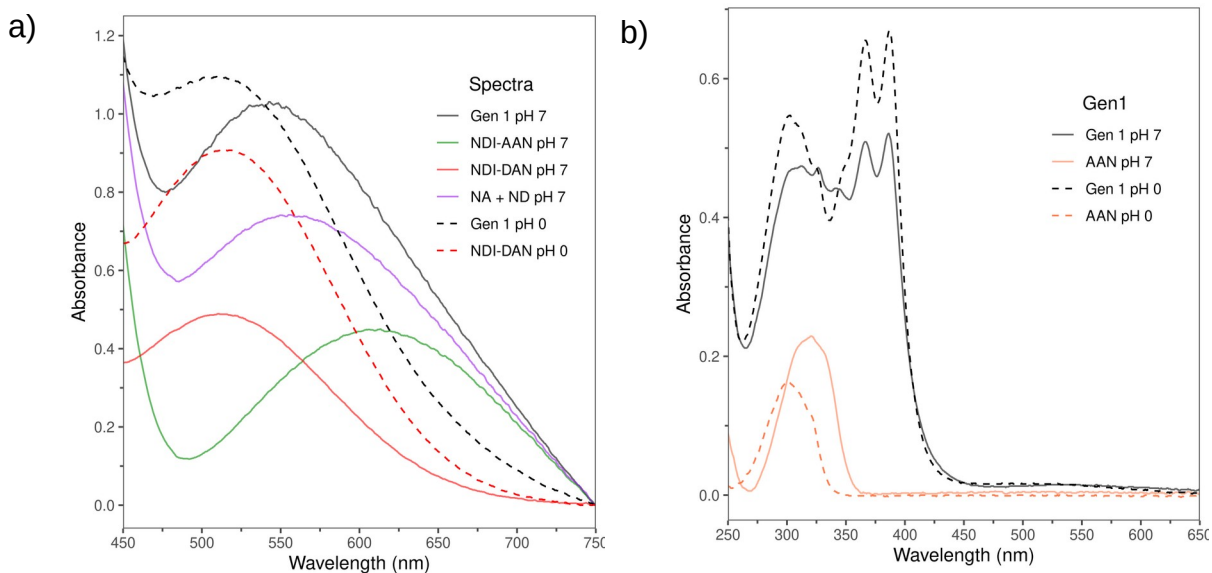 a)
Absorbance
1.2
1.0
0.8
0.6
0.4
0.2
0.0
450
500
550
600
650
700
750
Wavelength (nm)
Spectra
Gen 1 pH 7
NDI-AAN pH 7
NDI-DAN pH 7
NA + ND pH 7
Gen 1 pH 0
NDI-DAN pH 0
b)
Absorbance
0.6
0.4
0.2
0.0
250
300
350
400
450
500
550
600
650
Wavelength (nm)
Gen1
Gen 1 pH 7
AAN pH 7
Gen 1 pH 0
AAN pH 0